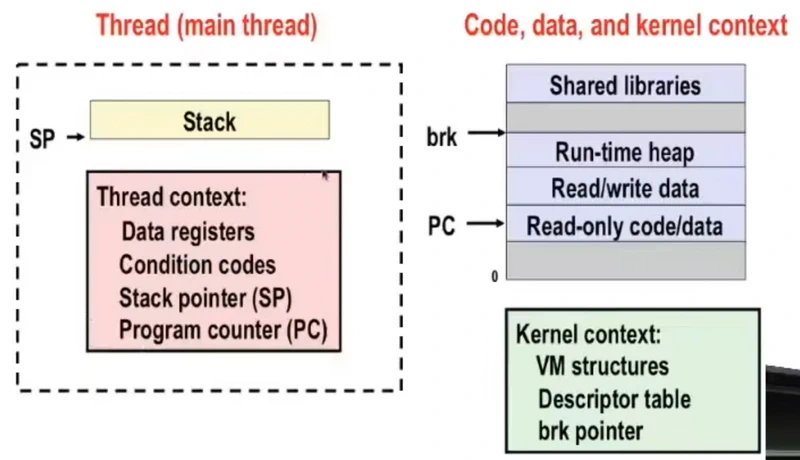 Thread (main thread)
Code, data, and kernel context
SP
Stack
Thread context:
Data registers
Condition codes
Stack pointer (SP)
Program counter (PC)
Shared libraries
brk
Run-time heap
Read/write data
PC
Read-only code/data
0
Kernel context:
VM structures
Descriptor table
brk pointer